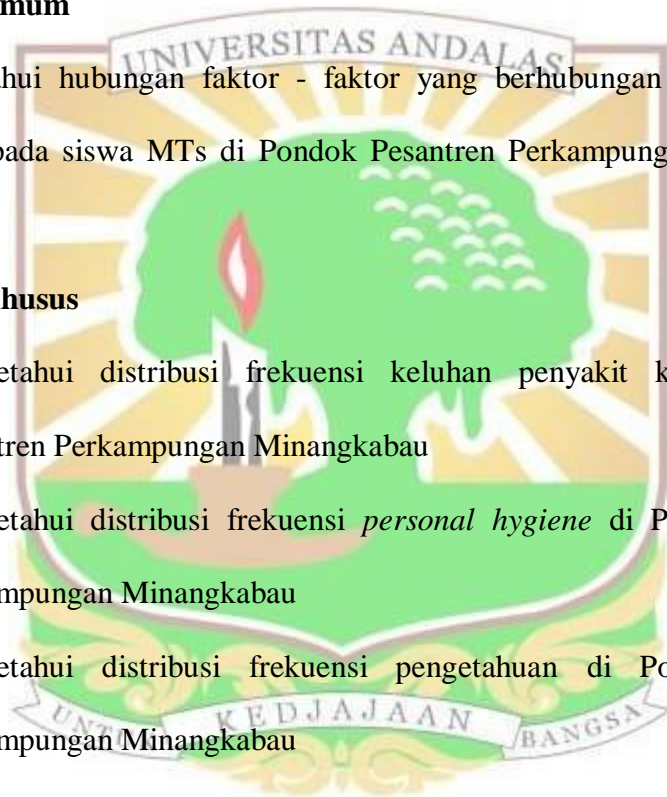 mum
UNIVERSITAS ANDALAS
ahui hubungan faktor - faktor yang berhubungan
pada siswa MTs di Pondok Pesantren Perkampung
husus
etahui distribusi frekuensi keluhan penyakit k
tren Perkampungan Minangkabau
etahui distribusi frekuensi personal hygiene di P
mpungan Minangkabau
etahui distribusi frekuensi pengetahuan di Po
UNTUK KEDJAJAAN BANGSA
mpungan Minangkabau